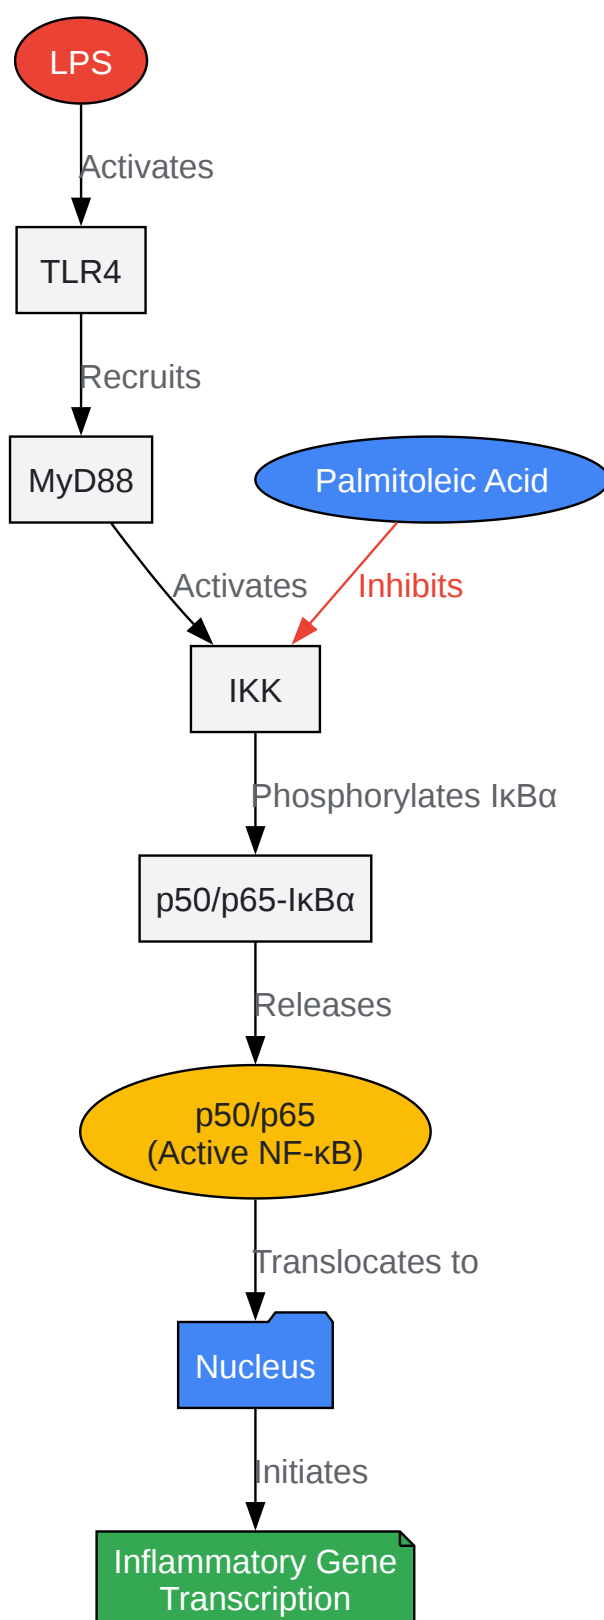 LPS
Activates
TLR4
Recruits
MyD88
Palmitoleic Acid
Activates
Inhibits
IKK
Phosphorylates IκBα
p50/p65-IκBα
Releases
p50/p65
(Active NF-κB)
Translocates to
Nucleus
Initiates
Inflammatory Gene
Transcription